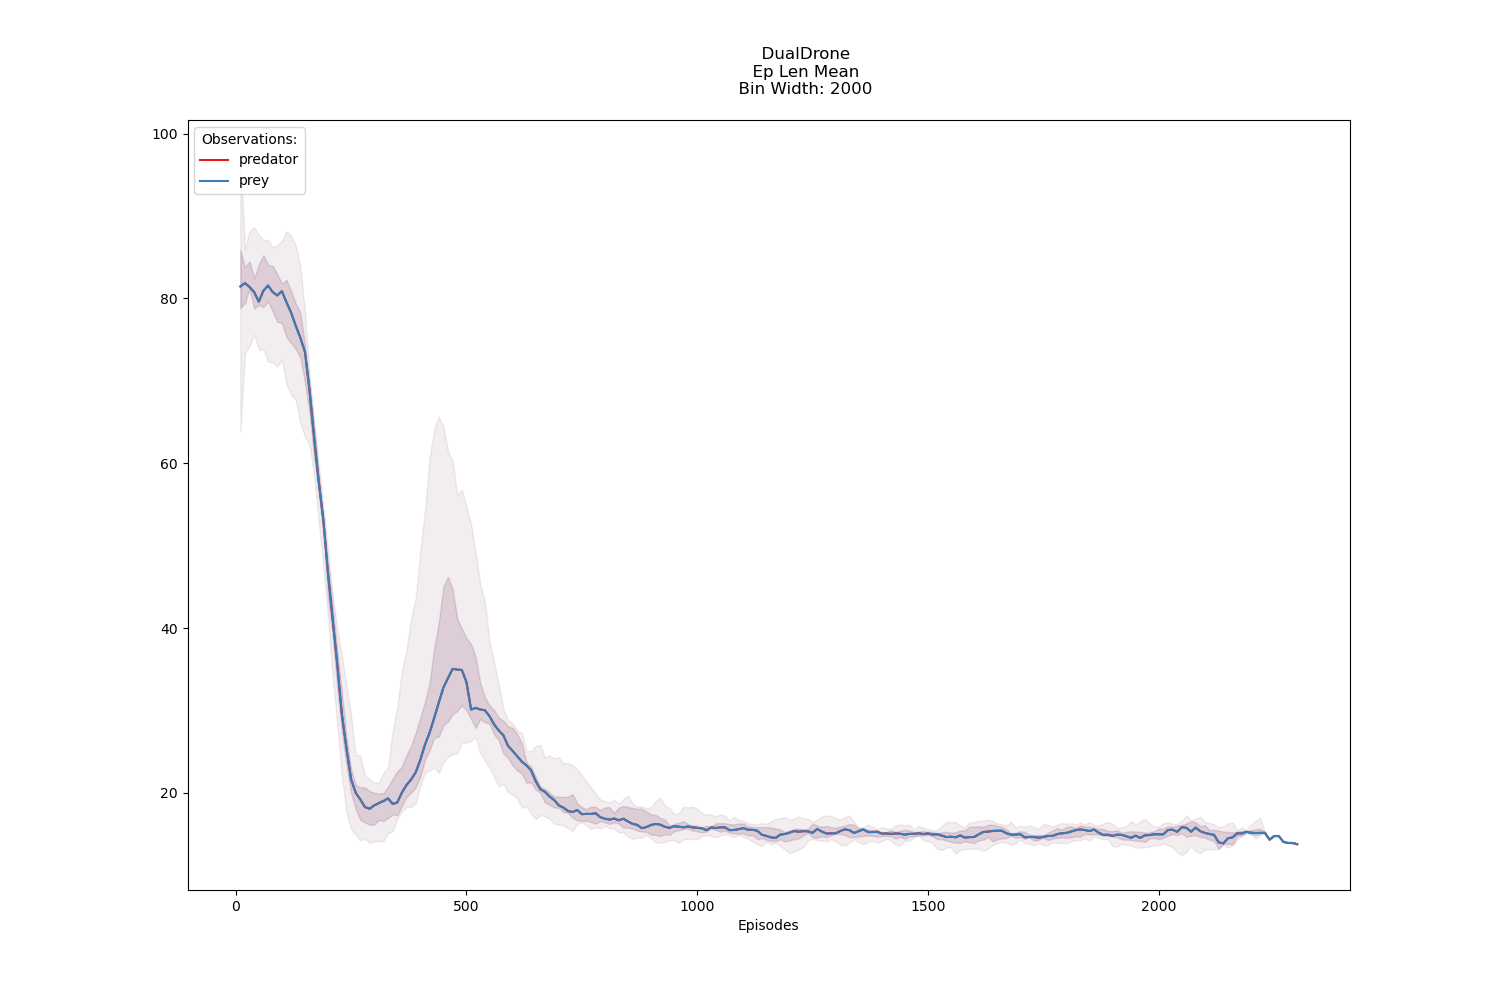 DualDrone
Ep Len Mean
Bin Width: 2000
100
80
60
40
20
Observations:
predator
prey
0
500
1000
1500
2000
Episodes